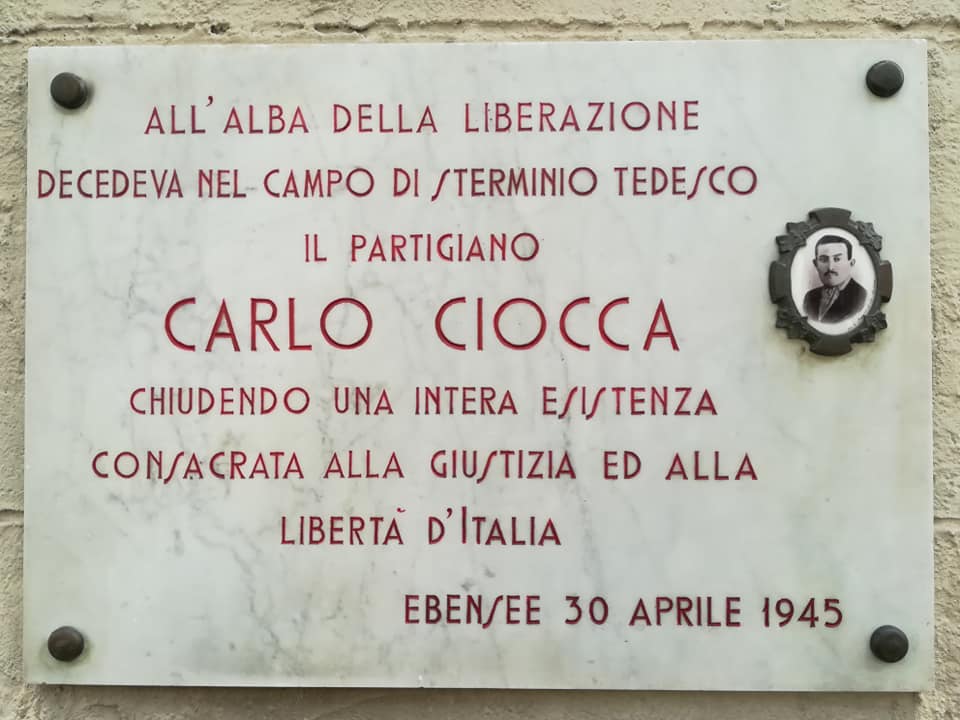 ALL'ALBA DELLA LIBERAZIONE
DECEDEVA NEL CAMPO DI STERMINIO TEDESCO
IL PARTIGIANO
CARLO CIOCCA
CHIUDENDO UNA INTERA ESISTENZA
CONSACRATA ALLA GIUSTIZIA ED ALLA
LIBERTÀ D'ITALIA
EBENSEE 30 APRILE 1945